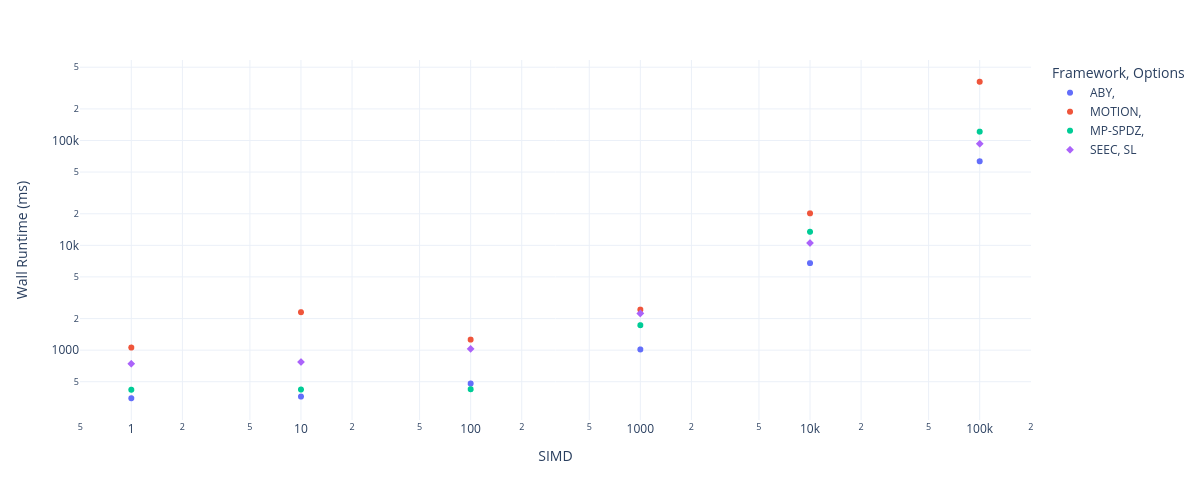 5
2
100k
5
2
10k
5
2
1000
5
Wall Runtime (ms)
5 1 2 5 10 2 5 100 2 5 1000 2 5 10k 2 5 100k 2
SIMD
Framework, Options
ABY,
MOTION,
MP-SPDZ,
SEEC, SL